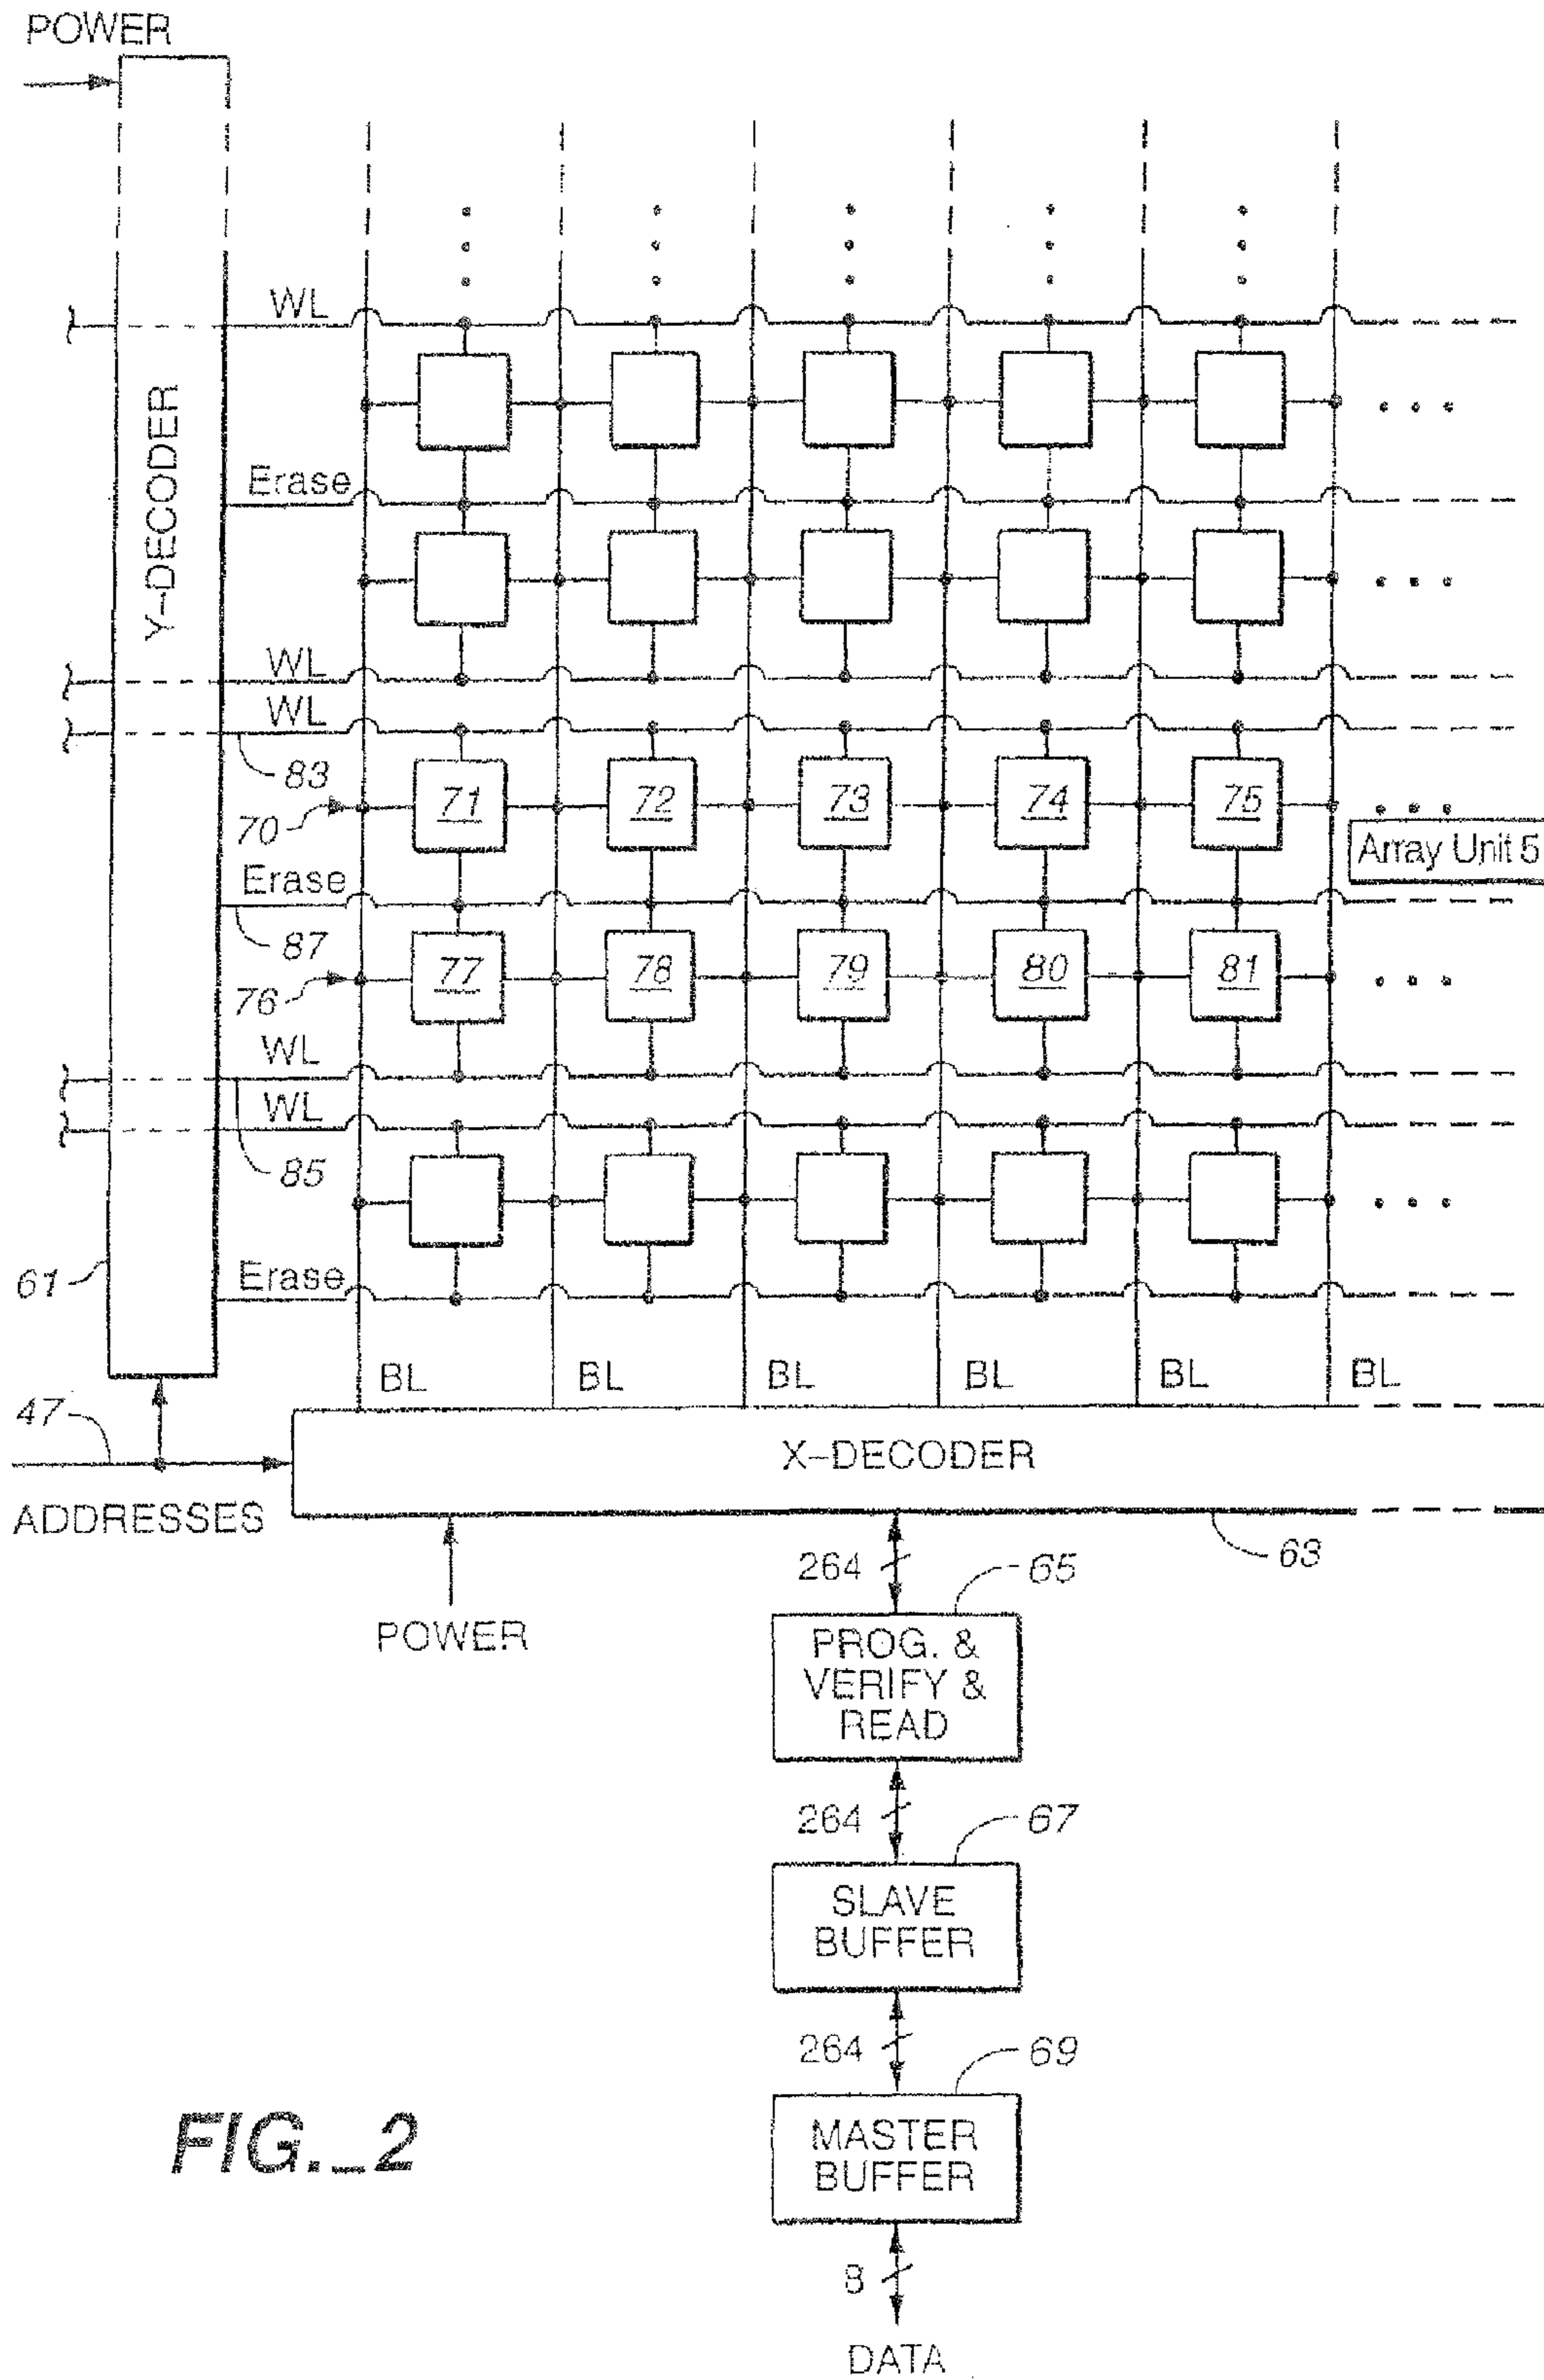 POWER
Y–DECODER
WL
Erase
WL
WL
83
70
71
72
73
74
75
Array Unit 5
Erase
87
76
77
78
79
80
81
WL
WL
85
61
Erase
BL
BL
BL
BL
BL
BL
47
X–DECODER
ADDRESSES
63
POWER
264
65
PROG. &
VERIFY &
READ
264
67
SLAVE
BUFFER
264
69
MASTER
BUFFER
8
DATA
FIG._2